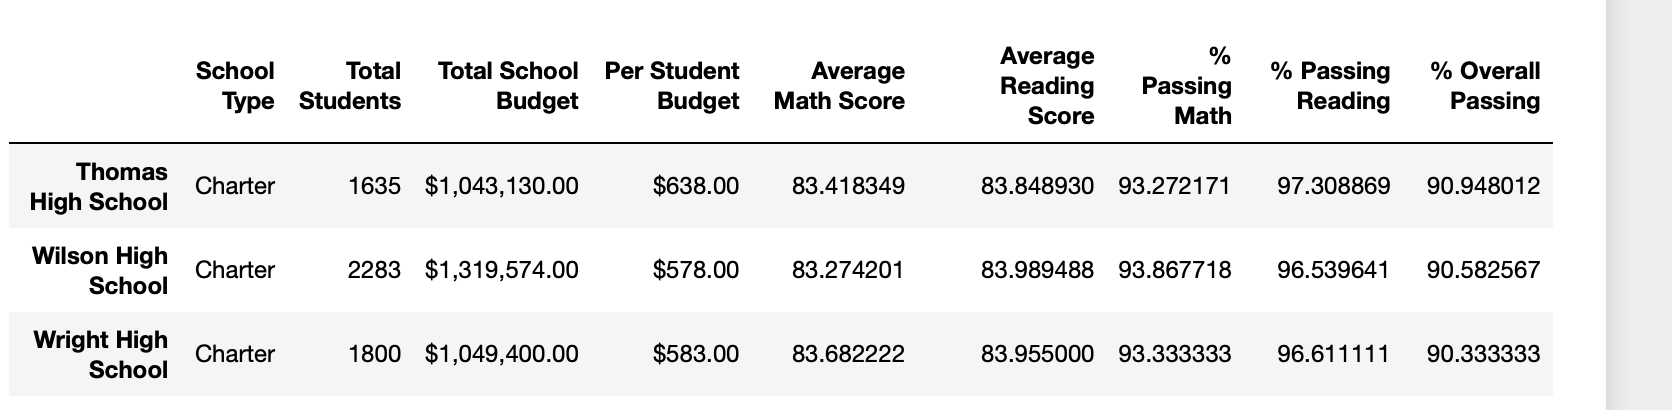 School Type	Total Students	Total School Budget	Per Student Budget	Average Math Score	Average Reading Score	% Passing Math	% Passing Reading	% Overall Passing
Thomas High School	Charter	1635	$1,043,130.00	$638.00	83.418349	83.848930	93.272171	97.308869	90.948012
Wilson High School	Charter	2283	$1,319,574.00	$578.00	83.274201	83.989488	93.867718	96.539641	90.582567
Wright High School	Charter	1800	$1,049,400.00	$583.00	83.682222	83.955000	93.333333	96.611111	90.333333